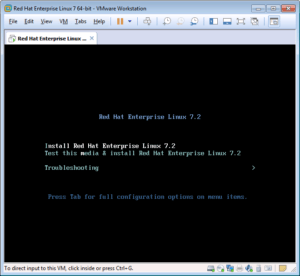 Red Hat Enterprise Linux 7 64-bit - VMware Workstation
File Edit View VM Tabs Help
Red Hat Enterprise Linux 7 ...
Red Hat Enterprise Linux 7.2
Install Red Hat Enterprise Linux 7.2
Test this media & install Red Hat Enterprise Linux 7.2
Troubleshooting >
Press Tab for full configuration options on menu items.
To direct input to this VM, click inside or press Ctrl+G.